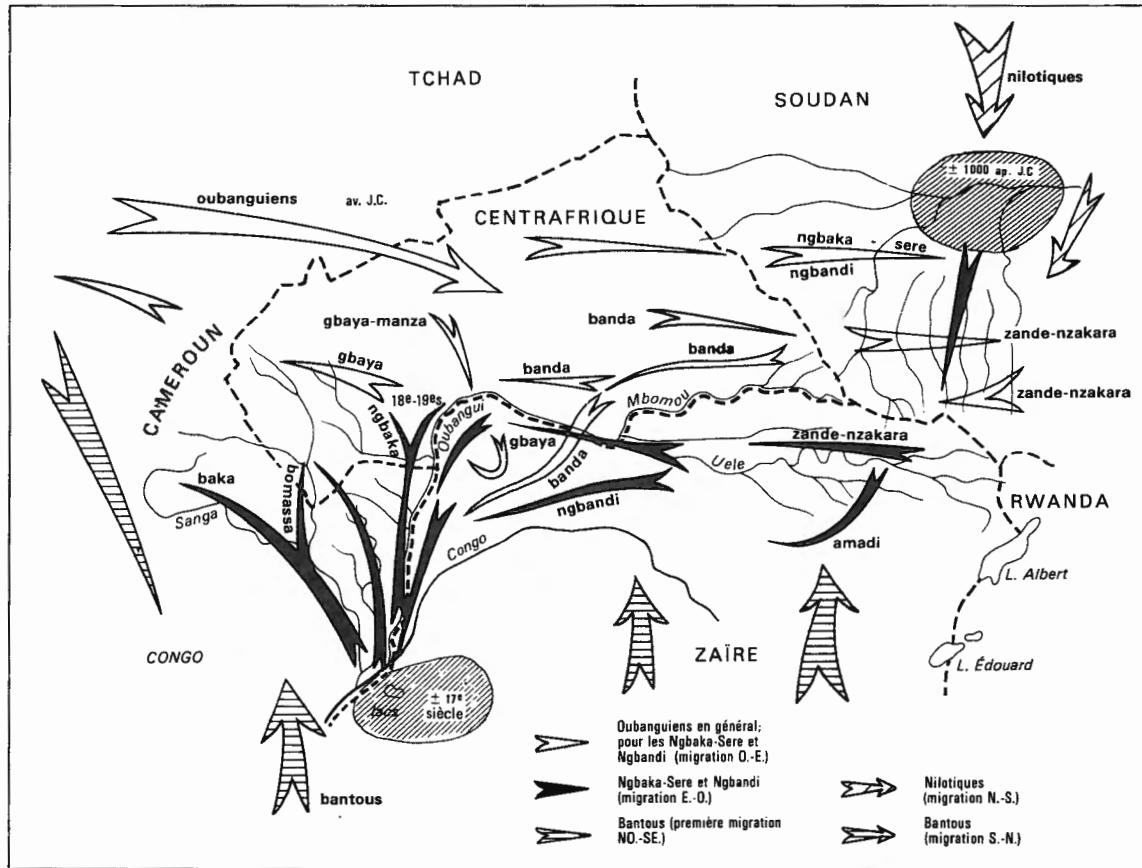 TCHAD
SOUDAN
nilotiques
± 1000 ap. J.C
oubanguiens
av. J.C.
CENTRAFRIQUE
ngbaka
sere
ngbandi
gbaya-manza
banda
zande-nzakara
CAMEROUN
gbaya
banda
banda
zande-nzakara
18e-19es
ngbaka
Oubangui
Mbomou
gbaya
banda
zande-nzakara
Uele
baka
bomassa
ngbandi
RWANDA
Sanga
Congo
amadi
L. Albert
CONGO
ZAÏRE
L. Édouard
± 17e
siècle
bantous
Oubanguiens en général;
pour les Ngbaka-Sere et
Ngbandi (migration O.-E.)
Ngbaka-Sere et Ngbandi
(migration E.-O.)
Bantous (première migration
NO.-SE.)
Nilotiques
(migration N.-S.)
Bantous
(migration S.-N.)